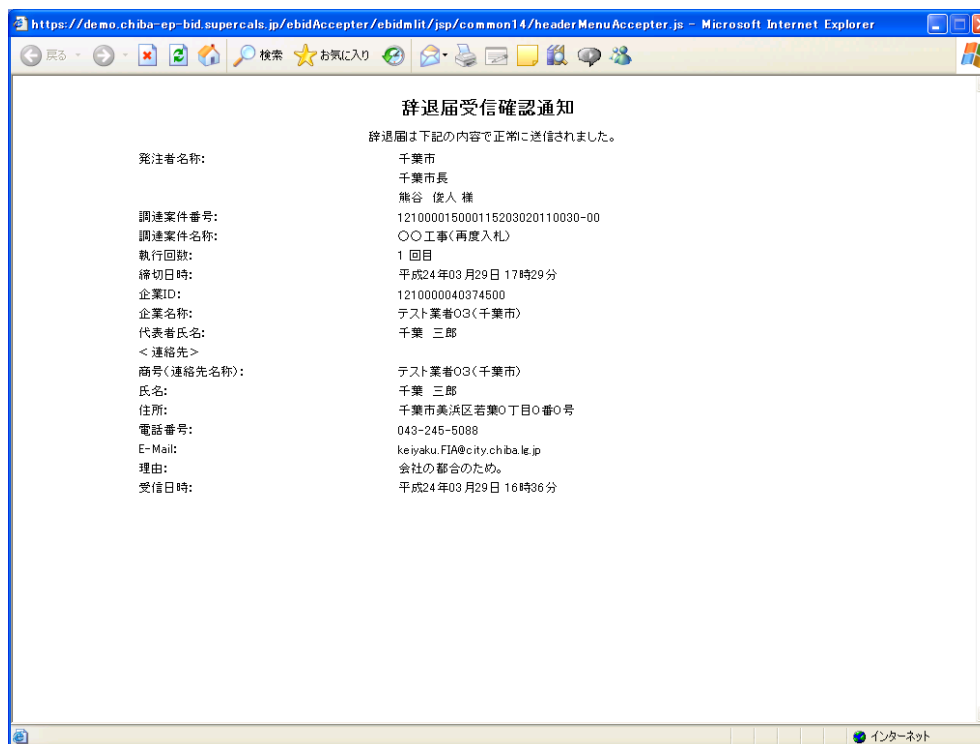 https://demo.chiba-ep-bid.supercals.jp/ebidAccepter/ebidmlit/jsp/common14/headerMenuAccepter.js - Microsoft Internet Explorer
戻る 検索 お気に入り
辞退届受信確認通知
辞退届は下記の内容で正常に送信されました。
発注者名称: 千葉市
千葉市長
熊谷 俊人 様
調達案件番号: 1210000150001152030201​10030-00
調達案件名称: 〇〇工事(再度入札)
執行回数: 1 回目
締切日時: 平成24年03月29日 17時29分
企業ID: 1210000040374500
企業名称: テスト業者03(千葉市)
代表者氏名: 千葉 三郎
<連絡先>
商号(連絡先名称): テスト業者03(千葉市)
氏名: 千葉 三郎
住所: 千葉市美浜区若葉0丁目0番0号
電話番号: 043-245-5088
E-Mail: keiyaku.FIA@city.chiba.lg.jp
理由: 会社の都合のため。
受信日時: 平成24年03月29日 16時36分
インターネット